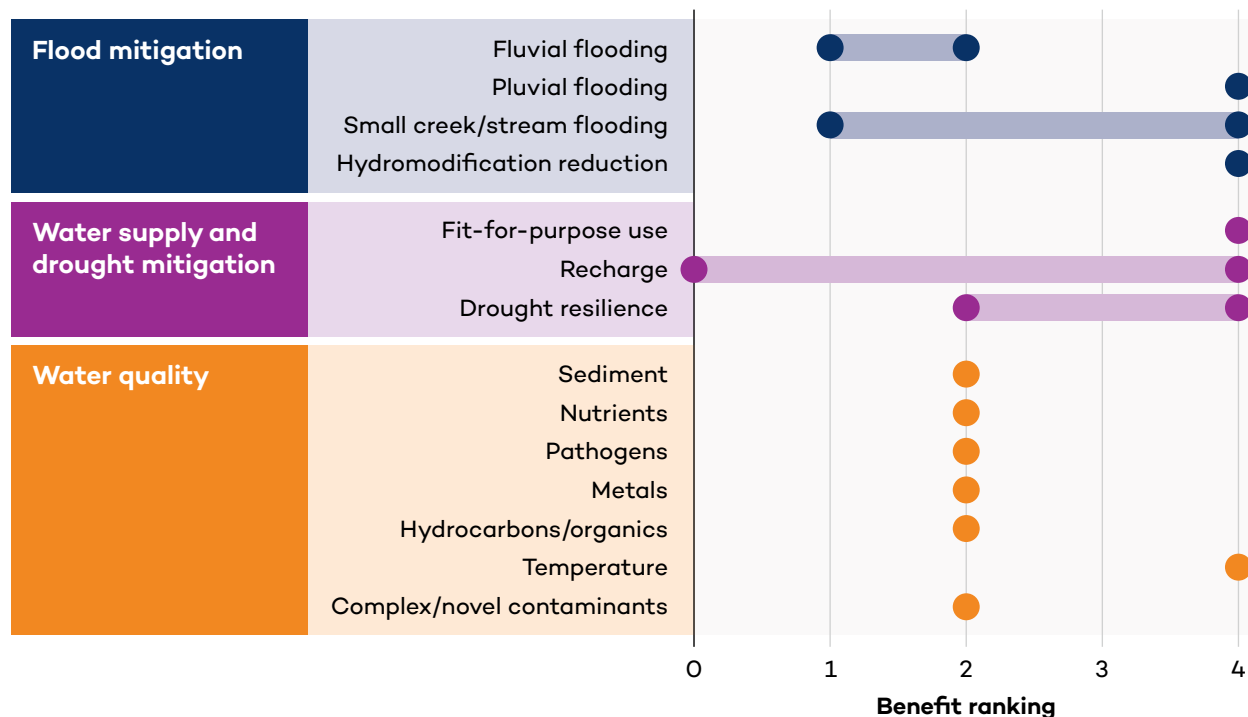 Flood mitigation
Fluvial flooding
Pluvial flooding
Small creek/stream flooding
Hydromodification reduction
Water supply and
drought mitigation
Fit-for-purpose use
Recharge
Drought resilience
Water quality
Sediment
Nutrients
Pathogens
Metals
Hydrocarbons/organics
Temperature
Complex/novel contaminants
0 1 2 3 4
Benefit ranking